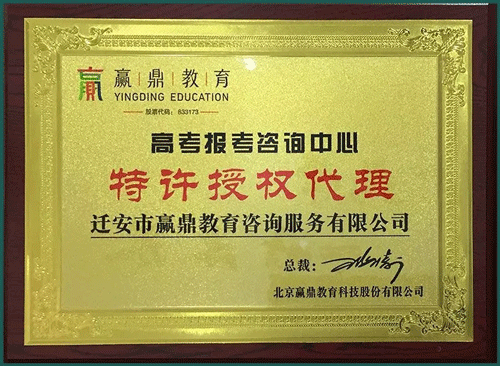 赢 赢|鼎|教|育
YINGDING EDUCATION
股票代码：833173
高考报考咨询中心
特许授权代理
迁安市赢鼎教育咨询服务有限公司
总裁：
北京赢鼎教育科技股份有限公司